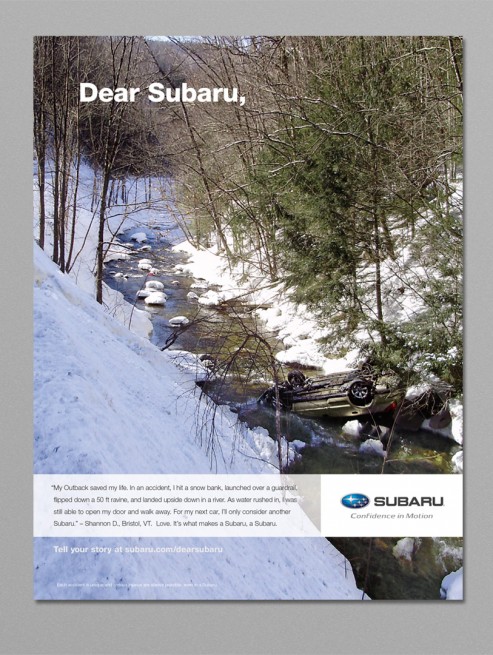 Dear Subaru,
"My Outback saved my life. In an accident, I hit a snow bank, launched over a guardrail,
flipped down a 50 ft ravine, and landed upside down in a river. As water rushed in, I was
still able to open my door and walk away. For my next car, I'll only consider another
Subaru." – Shannon D., Bristol, VT.  Love. It's what makes a Subaru, a Subaru.
SUBARU
Confidence in Motion
Tell your story at subaru.com/dearsubaru